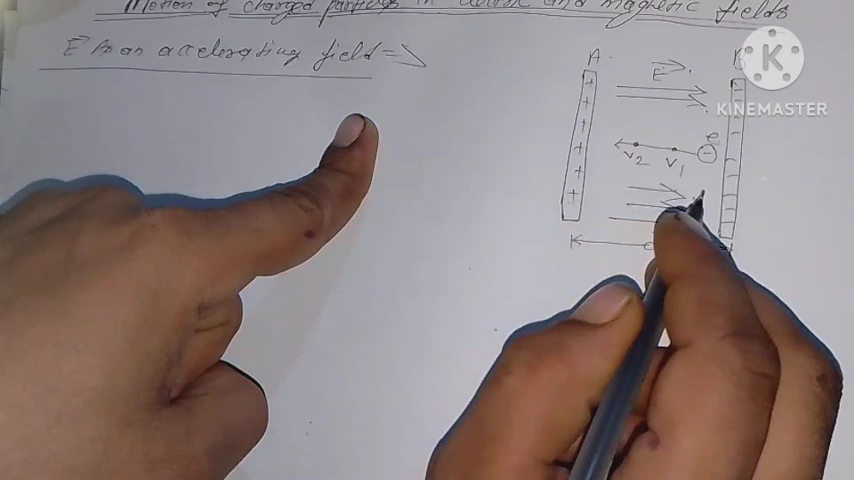 Motion of charged particles in electric and magnetic fields
E As an accelerating field =>
A
B
E
+
+
+
+
+
+
e
-
V2
V1
KINEMASTER